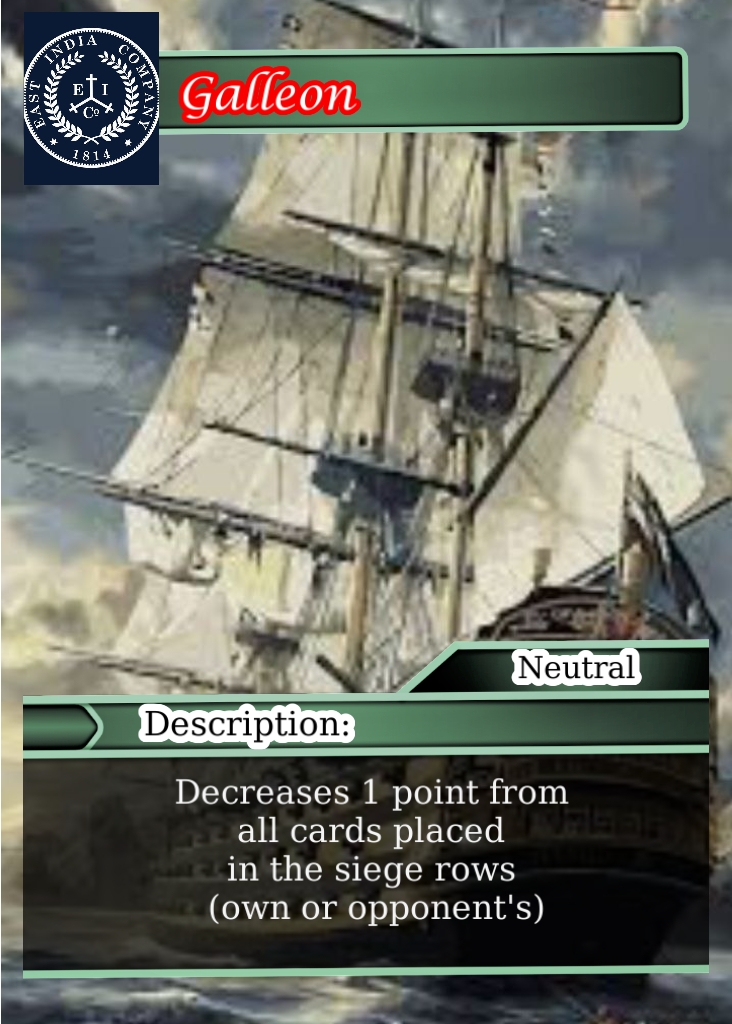 EAST INDIA COMPANY
E I
Co
1814
Galleon
Neutral
Description:
Decreases 1 point from
all cards placed
in the siege rows
(own or opponent's)